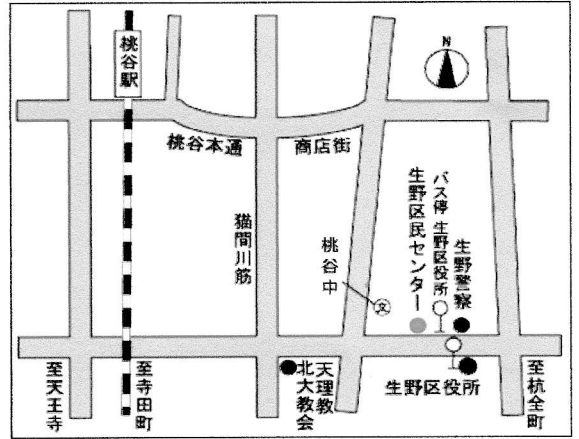 桃谷駅
N
桃谷本通
商店街
猫間川筋
桃谷中
文
生野区民センター
バス停 生野区役所
生野警察
至天王寺
至寺田町
天理教
北大教会
生野区役所
至杭全町